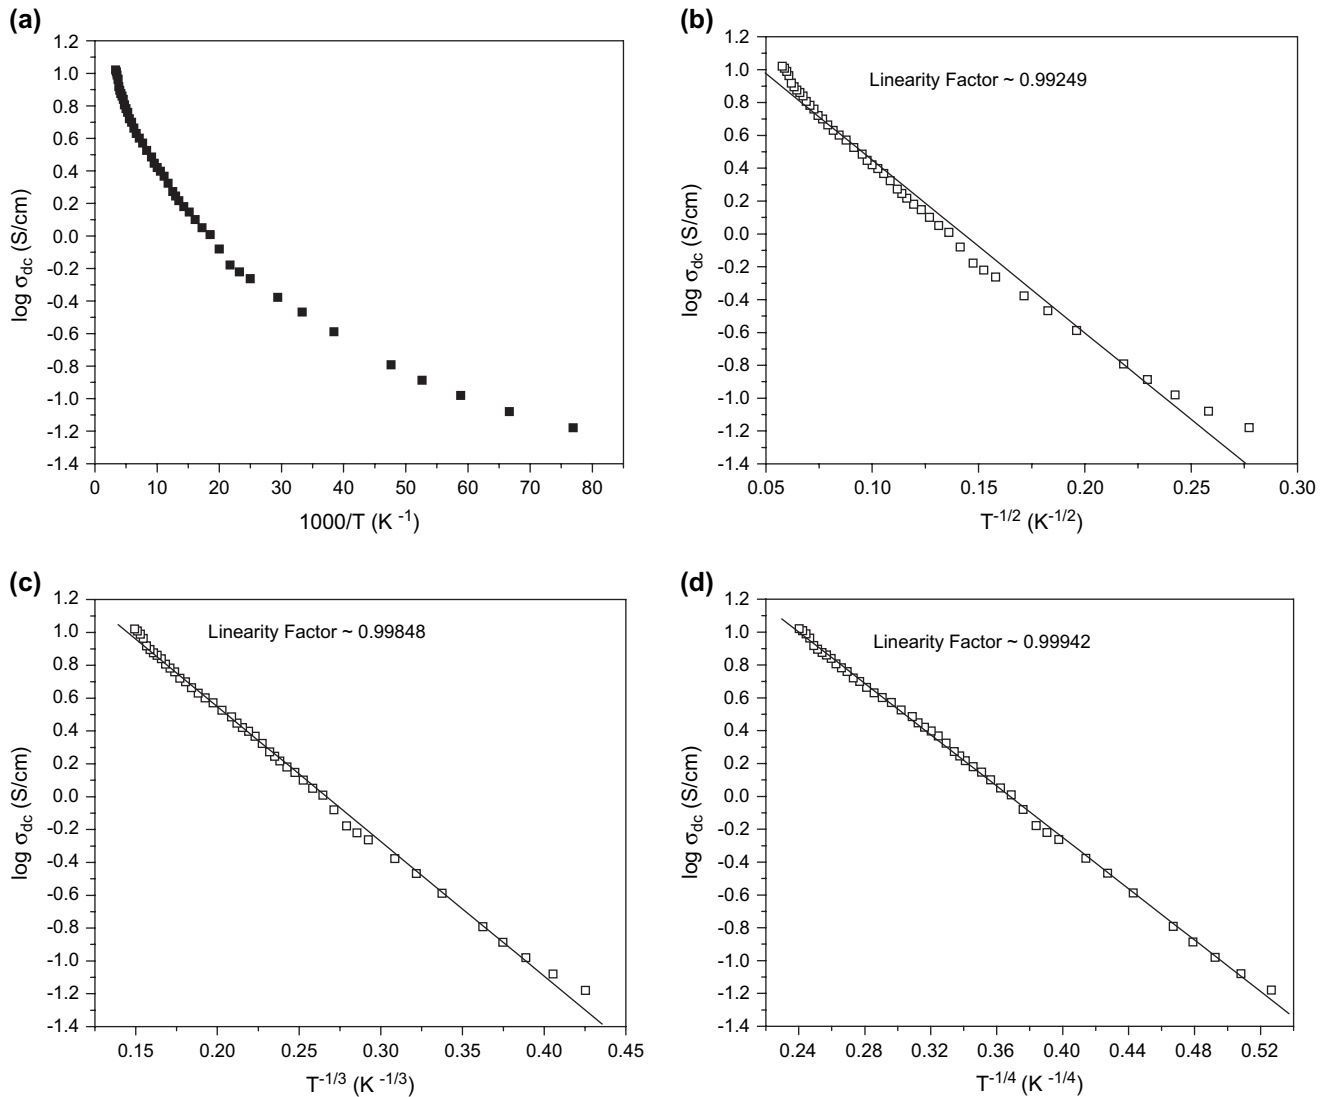 (a)
1.2
1.0
0.8
0.6
0.4
0.2
0.0
-0.2
-0.4
-0.6
-0.8
-1.0
-1.2
-1.4
log σdc (S/cm)
0 10 20 30 40 50 60 70 80
1000/T (K -1)
(b)
1.2
1.0
0.8
0.6
0.4
0.2
0.0
-0.2
-0.4
-0.6
-0.8
-1.0
-1.2
-1.4
log σdc (S/cm)
Linearity Factor ~ 0.99249
0.05 0.10 0.15 0.20 0.25 0.30
T-1/2 (K-1/2)
(c)
1.2
1.0
0.8
0.6
0.4
0.2
0.0
-0.2
-0.4
-0.6
-0.8
-1.0
-1.2
-1.4
log σdc (S/cm)
Linearity Factor ~ 0.99848
0.15 0.20 0.25 0.30 0.35 0.40 0.45
T-1/3 (K -1/3)
(d)
1.2
1.0
0.8
0.6
0.4
0.2
0.0
-0.2
-0.4
-0.6
-0.8
-1.0
-1.2
-1.4
log σdc (S/cm)
Linearity Factor ~ 0.99942
0.24 0.28 0.32 0.36 0.40 0.44 0.48 0.52
T-1/4 (K -1/4)